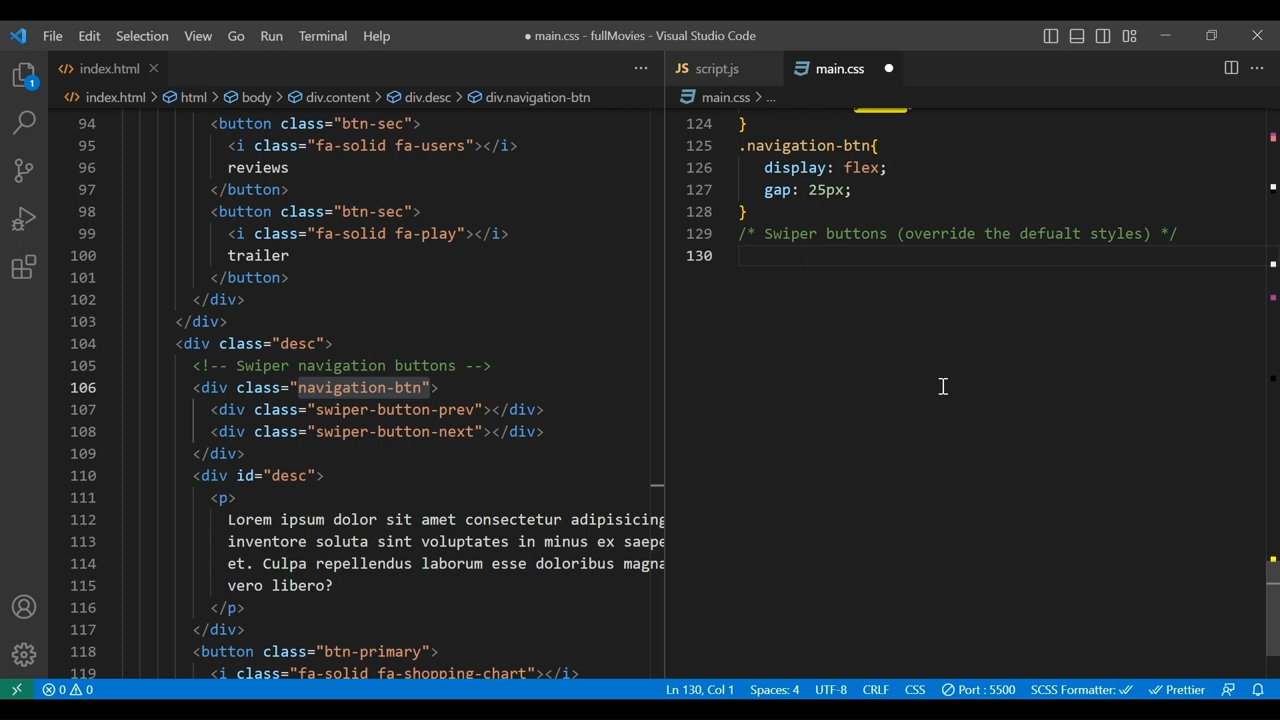 File Edit Selection View Go Run Terminal Help ● main.css - fullMovies - Visual Studio Code
index.html
script.js
main.css
index.html > html > body > div.content > div.desc > div.navigation-btn
main.css > ...
1
94 <button class="btn-sec">
95 <i class="fa-solid fa-users"></i>
96 reviews
97 </button>
98 <button class="btn-sec">
99 <i class="fa-solid fa-play"></i>
100 trailer
101 </button>
102 </div>
103 </div>
104 <div class="desc">
105 <!-- Swiper navigation buttons -->
106 <div class="navigation-btn">
107 <div class="swiper-button-prev"></div>
108 <div class="swiper-button-next"></div>
109 </div>
110 <div id="desc">
111 <p>
112 Lorem ipsum dolor sit amet consectetur adipisicing
113 inventore soluta sint voluptates in minus ex saepe
114 et. Culpa repellendus laborum esse doloribus magna
115 vero libero?
116 </p>
117 </div>
118 <button class="btn-primary">
119 <i class="fa-solid fa-shopping-chart"></i>
124 }
125 .navigation-btn{
126 display: flex;
127 gap: 25px;
128 }
129 /* Swiper buttons (override the defualt styles) */
130
0 0 Ln 130, Col 1 Spaces: 4 UTF-8 CRLF CSS Port : 5500 SCSS Formatter: Prettier